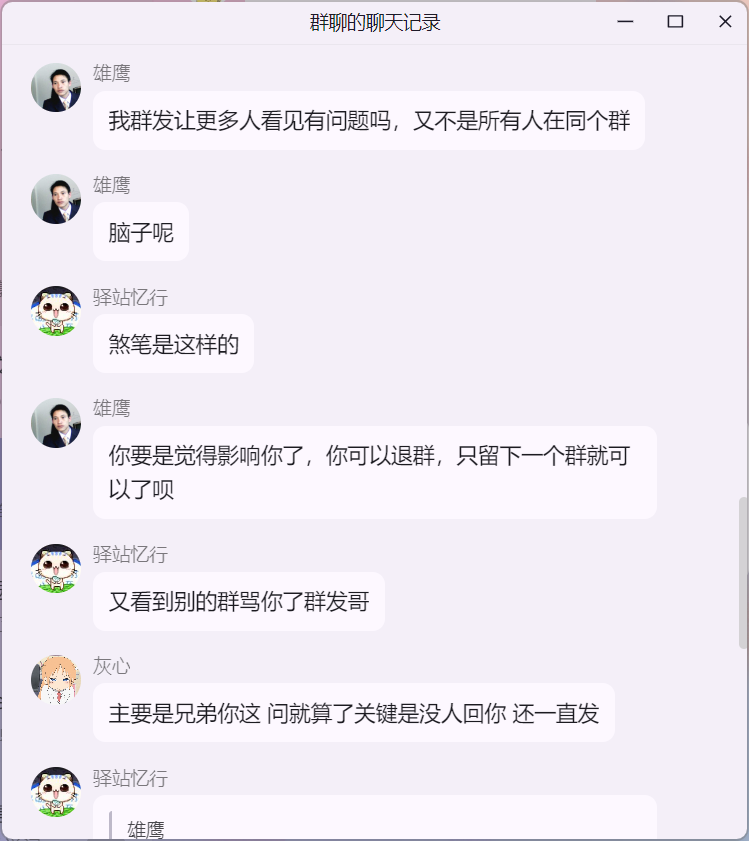 群聊的聊天记录
雄鹰
我群发让更多人看见有问题吗，又不是所有人在同个群
雄鹰
脑子呢
驿站忆行
煞笔是这样的
雄鹰
你要是觉得影响你了，你可以退群，只留下一个群就可
以了呗
驿站忆行
又看到别的群骂你了群发哥
灰心
主要是兄弟你这 问就算了关键是没人回你 还一直发
驿站忆行
雄鹰